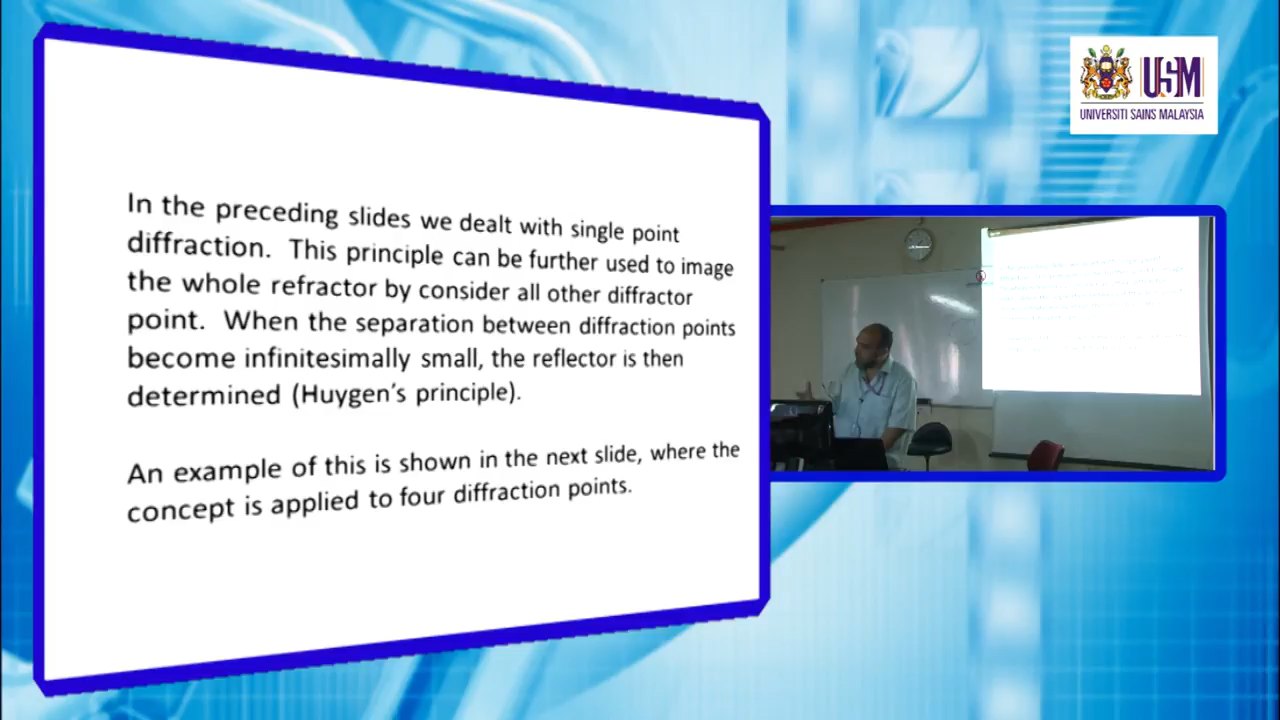 In the preceding slides we dealt with single point
diffraction.  This principle can be further used to image
the whole refractor by consider all other diffractor
point.  When the separation between diffraction points
become infinitesimally small, the reflector is then
determined (Huygen's principle).
An example of this is shown in the next slide, where the
concept is applied to four diffraction points.
USM
UNIVERSITI SAINS MALAYSIA